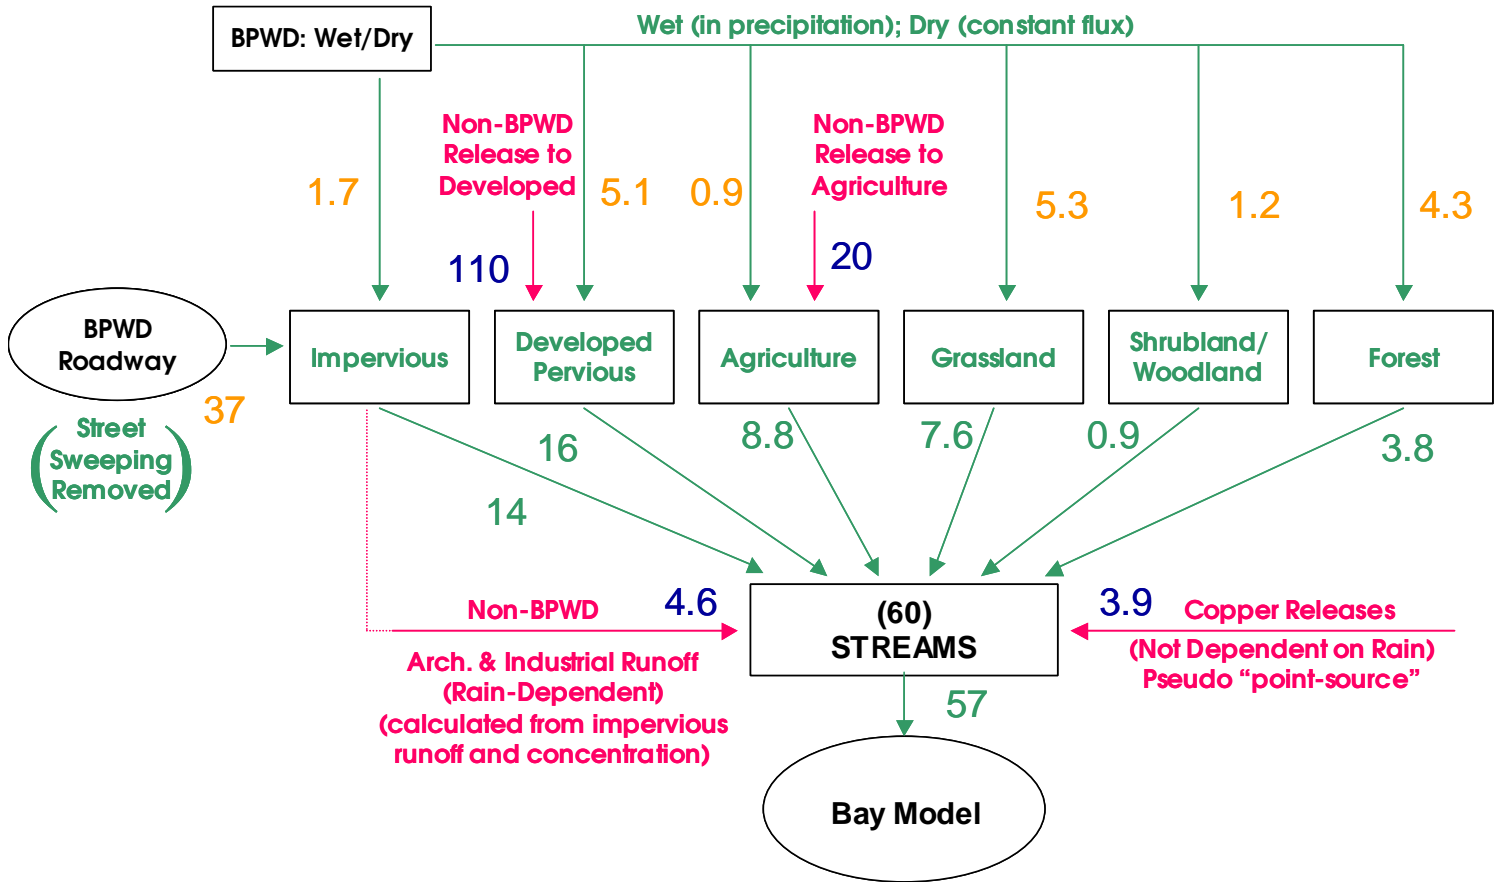 BPWD: Wet/Dry
Wet (in precipitation); Dry (constant flux)
Non-BPWD
Release to
Developed
Non-BPWD
Release to
Agriculture
1.7
5.1
0.9
5.3
1.2
4.3
110
20
BPWD
Roadway
Impervious
Developed
Pervious
Agriculture
Grassland
Shrubland/
Woodland
Forest
37
(Street
Sweeping
Removed)
14
16
8.8
7.6
0.9
3.8
Non-BPWD
4.6
Arch. & Industrial Runoff
(Rain-Dependent)
(calculated from impervious
runoff and concentration)
(60)
STREAMS
3.9
Copper Releases
(Not Dependent on Rain)
Pseudo “point-source”
57
Bay Model